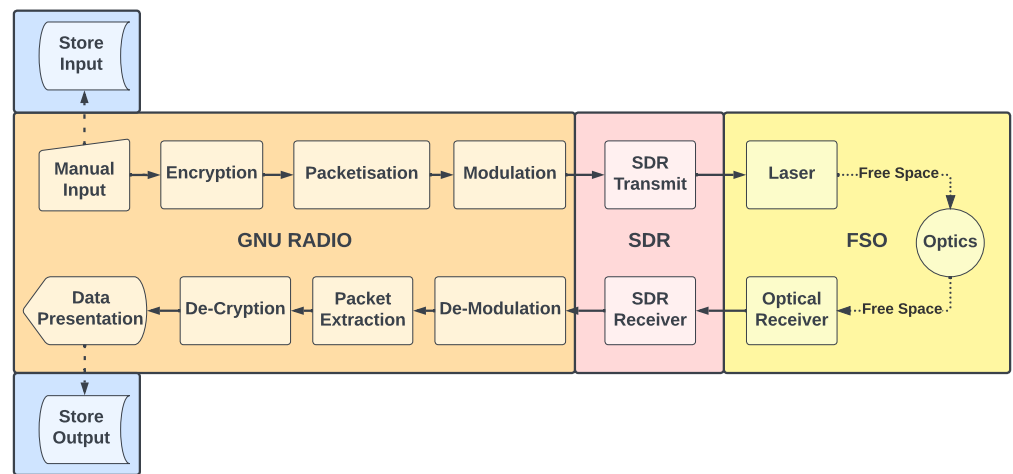 Store
Input
Manual
Input
Encryption
Packetisation
Modulation
SDR
Transmit
Laser
Free Space
GNU RADIO
SDR
FSO
Optics
Data
Presentation
De-Cryption
Packet
Extraction
De-Modulation
SDR
Receiver
Optical
Receiver
Free Space
Store
Output